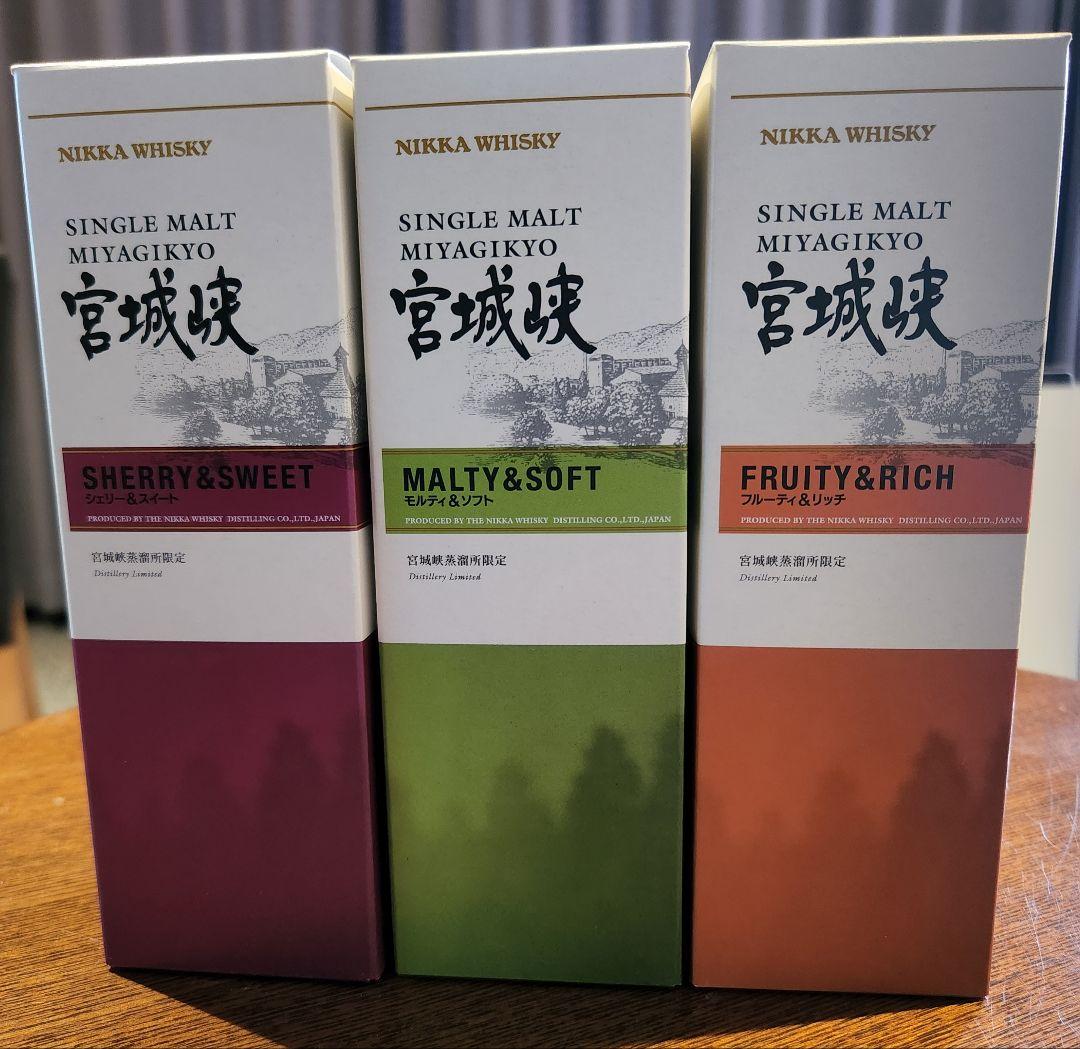 NIKKA WHISKY
SINGLE MALT
MIYAGIKYO
宮城峡
SHERRY&SWEET
シェリー&スイート
PRODUCED BY THE NIKKA WHISKY DISTILLING CO.,LTD.,JAPAN
宮城峡蒸溜所限定
Distillery Limited
NIKKA WHISKY
SINGLE MALT
MIYAGIKYO
宮城峡
MALTY&SOFT
モルティ&ソフト
PRODUCED BY THE NIKKA WHISKY DISTILLING CO.,LTD.,JAPAN
宮城峡蒸溜所限定
Distillery Limited
NIKKA WHISKY
SINGLE MALT
MIYAGIKYO
宮城峡
FRUITY&RICH
フルーティ&リッチ
PRODUCED BY THE NIKKA WHISKY DISTILLING CO.,LTD.,JAPAN
宮城峡蒸溜所限定
Distillery Limited